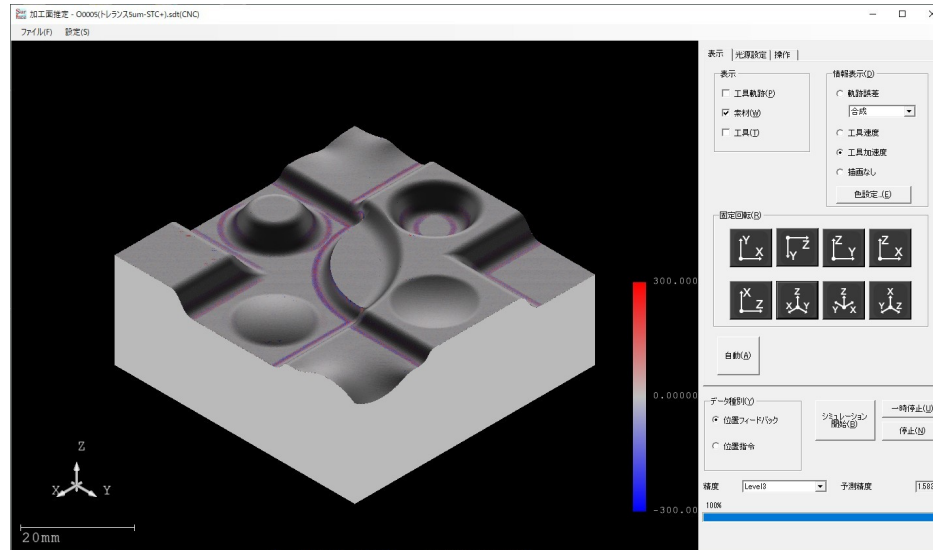 加工面推定 - O0005(トレランス5um-STC+).sdt(CNC)
ファイル(F) 設定(S)
表示 光源設定 操作
表示
工具軌跡(P)
素材(W)
工具(T)
情報表示(D)
軌跡誤差
合成
工具速度
工具加速度
描画なし
色設定..(E)
固定回転(R)
Y X
Y Z
Z Y
Z X
X Z
Z X Y
Z Y X
X Y Z
自動(A)
300.000
0.00000
-300.00
データ種別(Y)
位置フィードバック
位置指令
シミュレーション
開始(B)
一時停止(U)
停止(N)
精度 Level3 予測精度 1.583
100%
Z
X Y
20mm